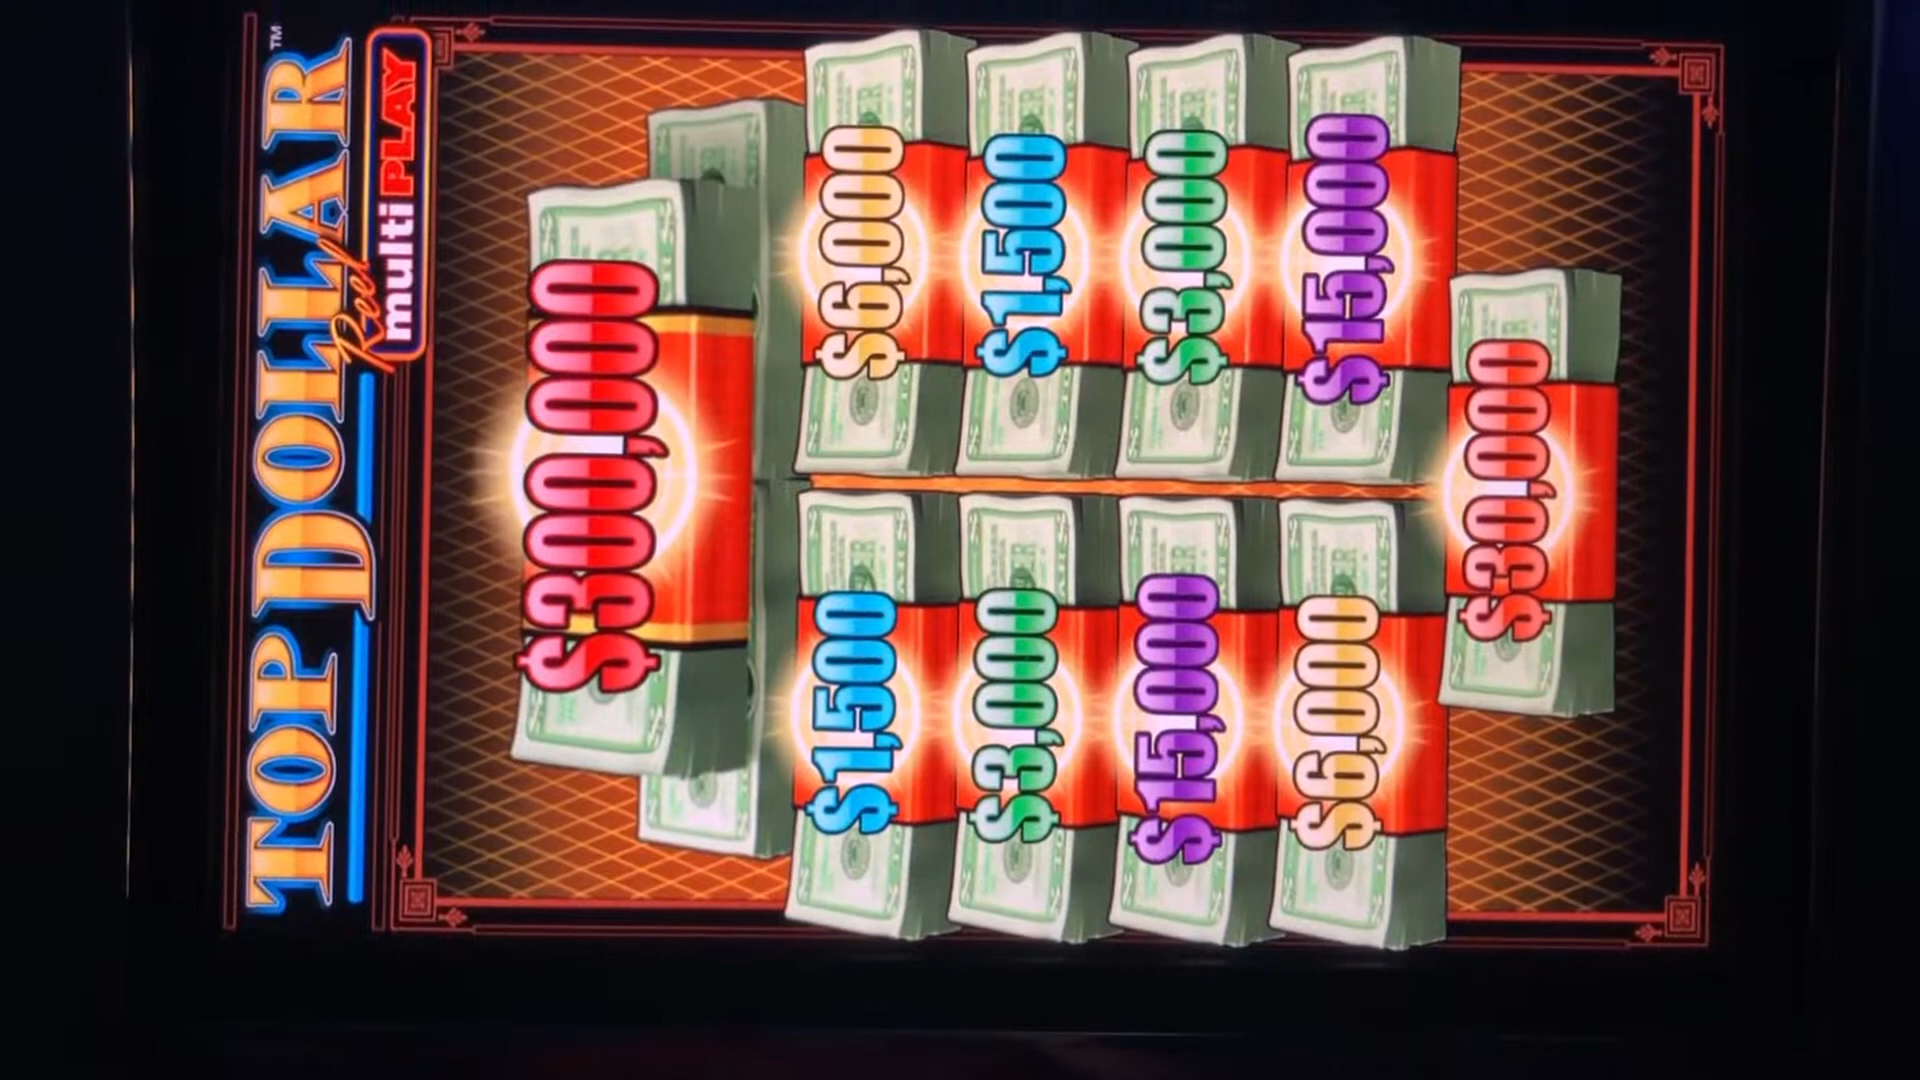 TOP DOLLAR™
Reel
multi PLAY
$300,000
$1,500 $6,000
$3,000 $1,500
$15,000 $3,000
$6,000 $15,000
$30,000